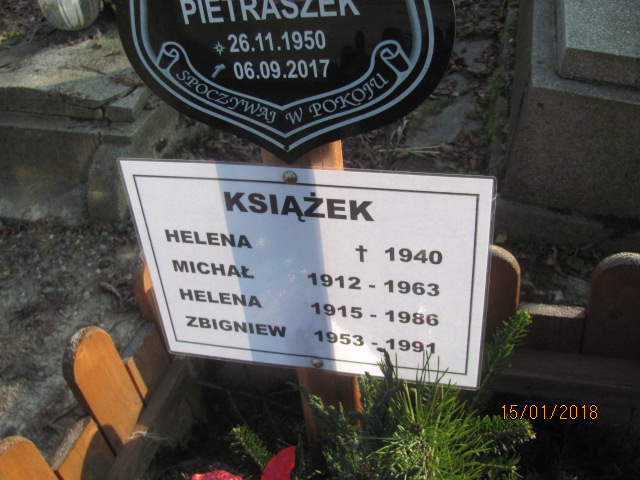 PIETRASZEK
26.11.1950
06.09.2017
SPOCZYWAJ W POKOJU
KSIĄŻEK
HELENA † 1940
MICHAŁ 1912 - 1963
HELENA 1915 - 1986
ZBIGNIEW 1953 - 1991
15/01/2018